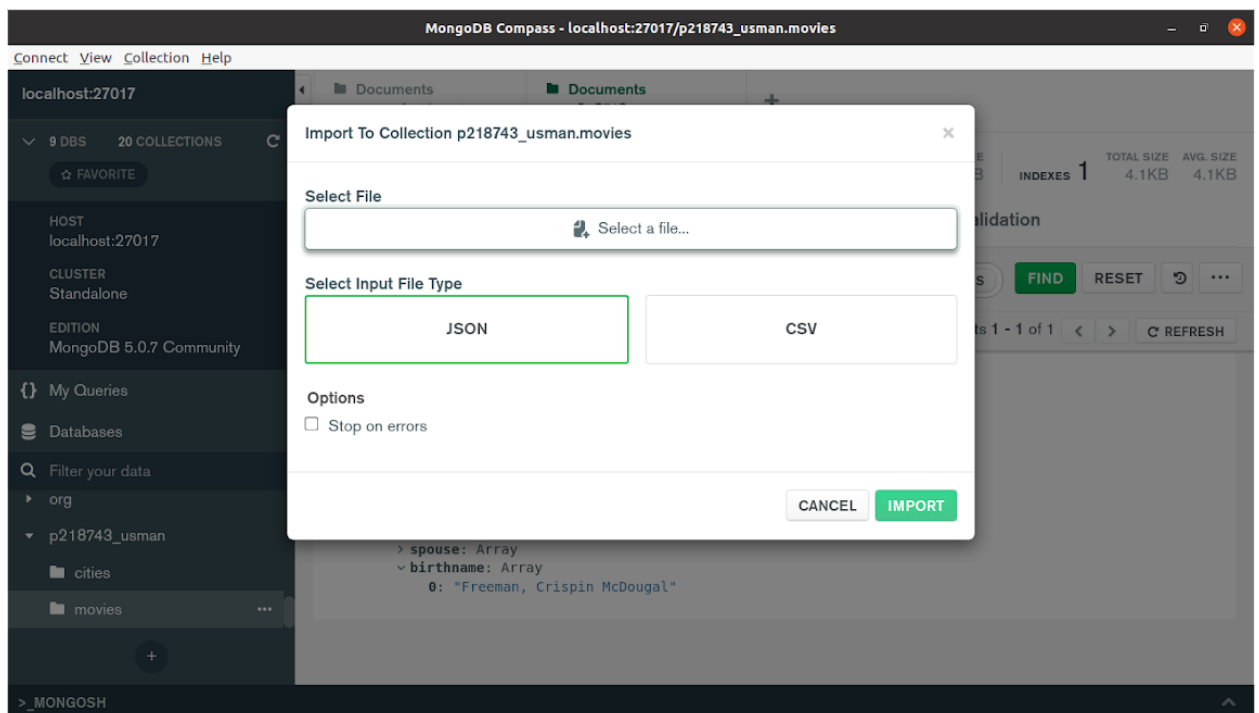 MongoDB Compass - localhost:27017/p218743_usman.movies
Connect View Collection Help
localhost:27017
Documents
Documents
9 DBS 20 COLLECTIONS
FAVORITE
HOST
localhost:27017
CLUSTER
Standalone
EDITION
MongoDB 5.0.7 Community
{} My Queries
Databases
Filter your data
org
p218743_usman
cities
movies
+
>_MONGOSH
Import To Collection p218743_usman.movies
×
Select File
Select a file...
Select Input File Type
JSON CSV
Options
Stop on errors
CANCEL IMPORT
INDEXES 1 TOTAL SIZE 4.1KB AVG. SIZE 4.1KB
FIND RESET
1 - 1 of 1 < > REFRESH
spouse: Array
birthname: Array
0: "Freeman, Crispin McDougal"